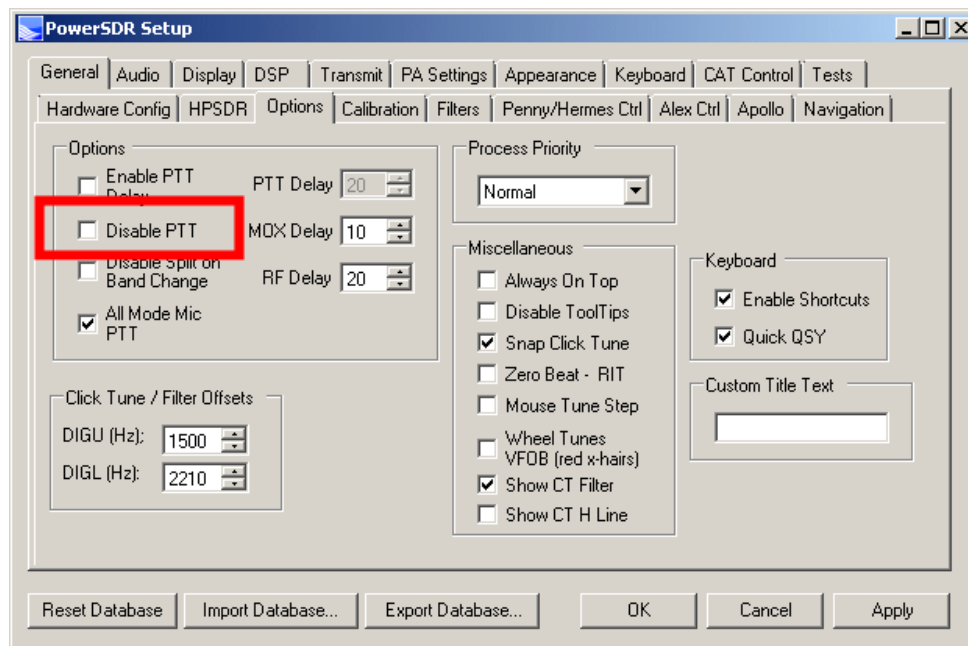 PowerSDR Setup
General Audio Display DSP Transmit PA Settings Appearance Keyboard CAT Control Tests
Hardware Config HPSDR Options Calibration Filters Penny/Hermes Ctrl Alex Ctrl Apollo Navigation
Options
Enable PTT
Delay
PTT Delay 20
Disable PTT
MOX Delay 10
Disable Split on
Band Change
RF Delay 20
All Mode Mic
PTT
Click Tune / Filter Offsets
DIGU (Hz): 1500
DIGL (Hz): 2210
Process Priority
Normal
Miscellaneous
Always On Top
Disable ToolTips
Snap Click Tune
Zero Beat - RIT
Mouse Tune Step
Wheel Tunes
VFOB (red x-hairs)
Show CT Filter
Show CT H Line
Keyboard
Enable Shortcuts
Quick QSY
Custom Title Text
Reset Database Import Database... Export Database... OK Cancel Apply